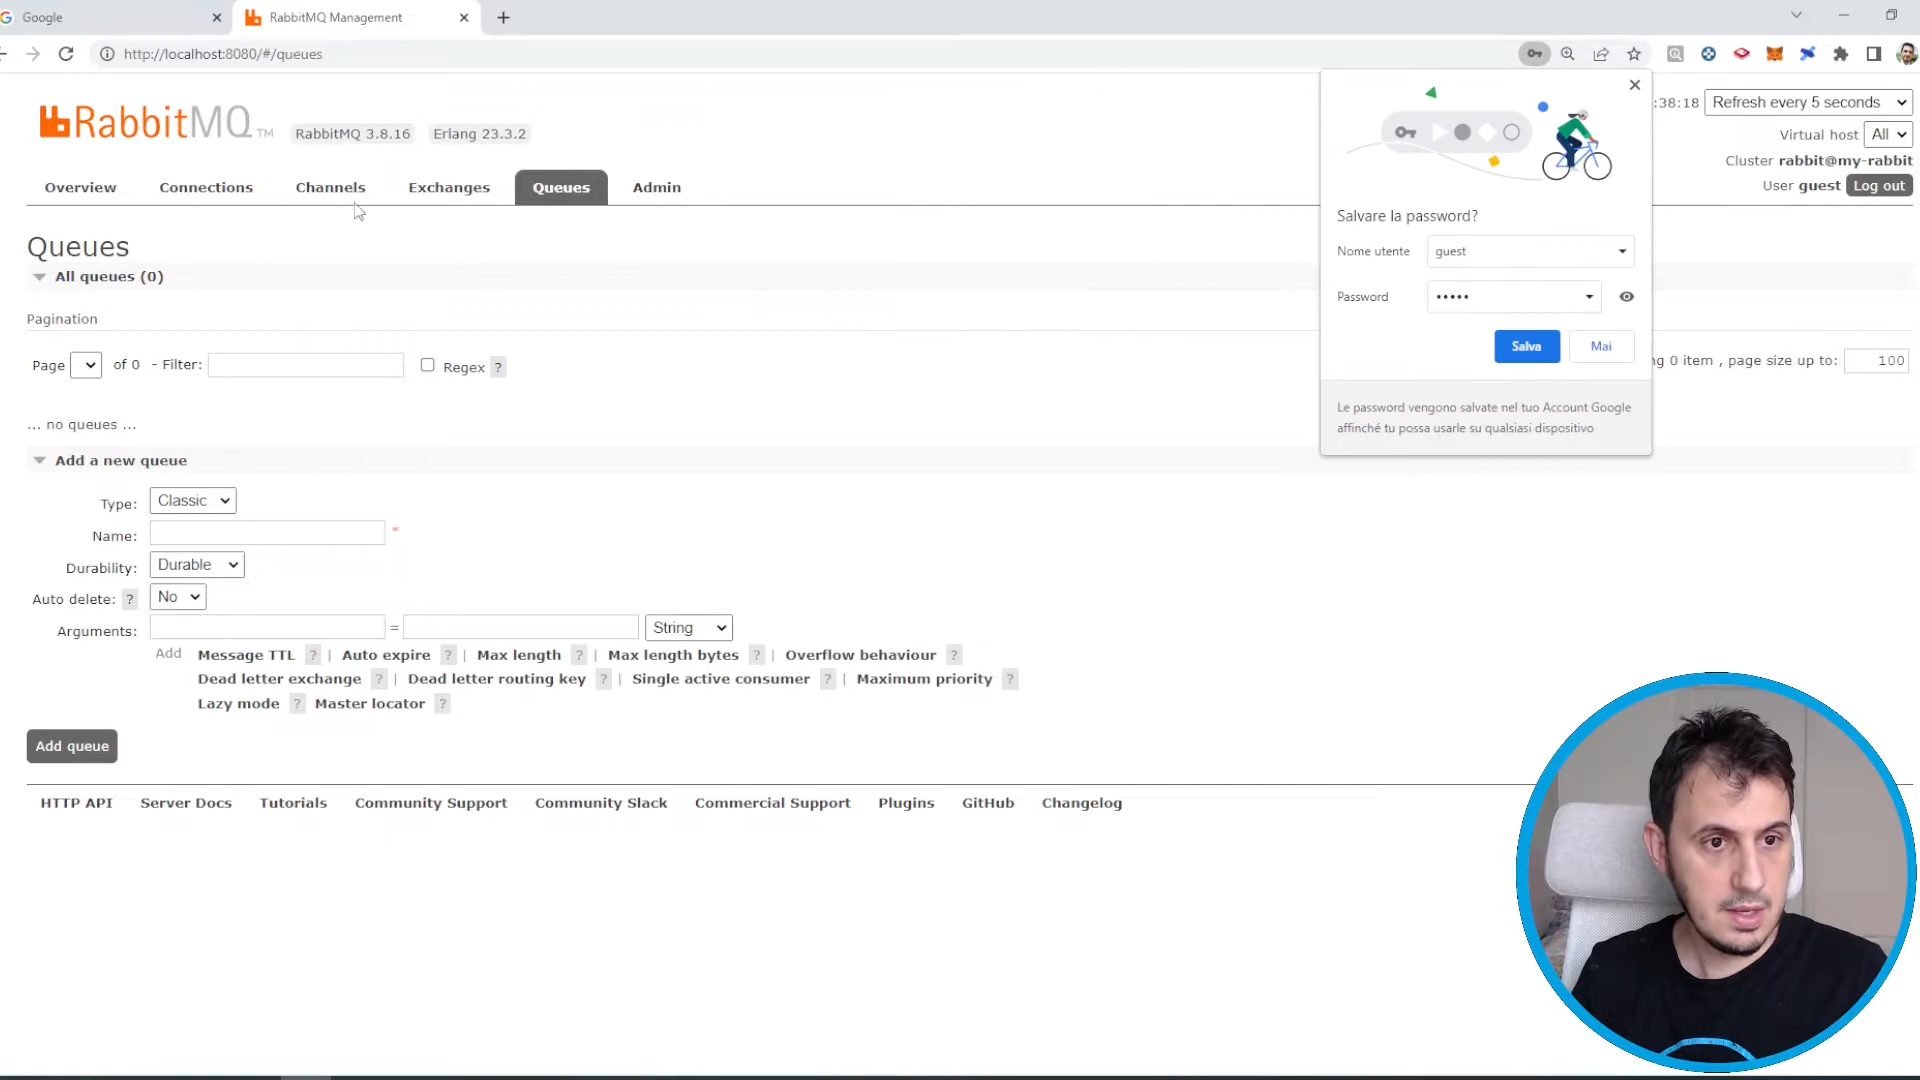 Google
RabbitMQ Management
http://localhost:8080/#/queues
RabbitMQ TM
RabbitMQ 3.8.16
Erlang 23.3.2
:38:18
Refresh every 5 seconds
Virtual host All
Cluster rabbit@my-rabbit
User guest Log out
Overview
Connections
Channels
Exchanges
Queues
Admin
Salvare la password?
Nome utente guest
Password •••••
Salva
Mai
Le password vengono salvate nel tuo Account Google
affinché tu possa usarle su qualsiasi dispositivo
Queues
All queues (0)
Pagination
Page of 0 - Filter: Regex ?
0 item , page size up to: 100
... no queues ...
Add a new queue
Type: Classic
Name: *
Durability: Durable
Auto delete: ? No
Arguments: = String
Add Message TTL ? | Auto expire ? | Max length ? | Max length bytes ? | Overflow behaviour ?
Dead letter exchange ? | Dead letter routing key ? | Single active consumer ? | Maximum priority ?
Lazy mode ? Master locator ?
Add queue
HTTP API
Server Docs
Tutorials
Community Support
Community Slack
Commercial Support
Plugins
GitHub
Changelog